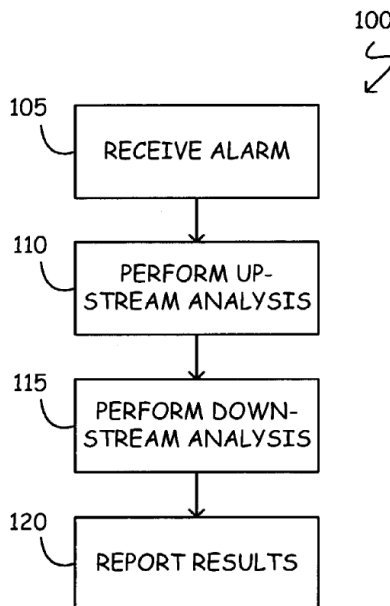 100
105
RECEIVE ALARM
110
PERFORM UP-
STREAM ANALYSIS
115
PERFORM DOWN-
STREAM ANALYSIS
120
REPORT RESULTS